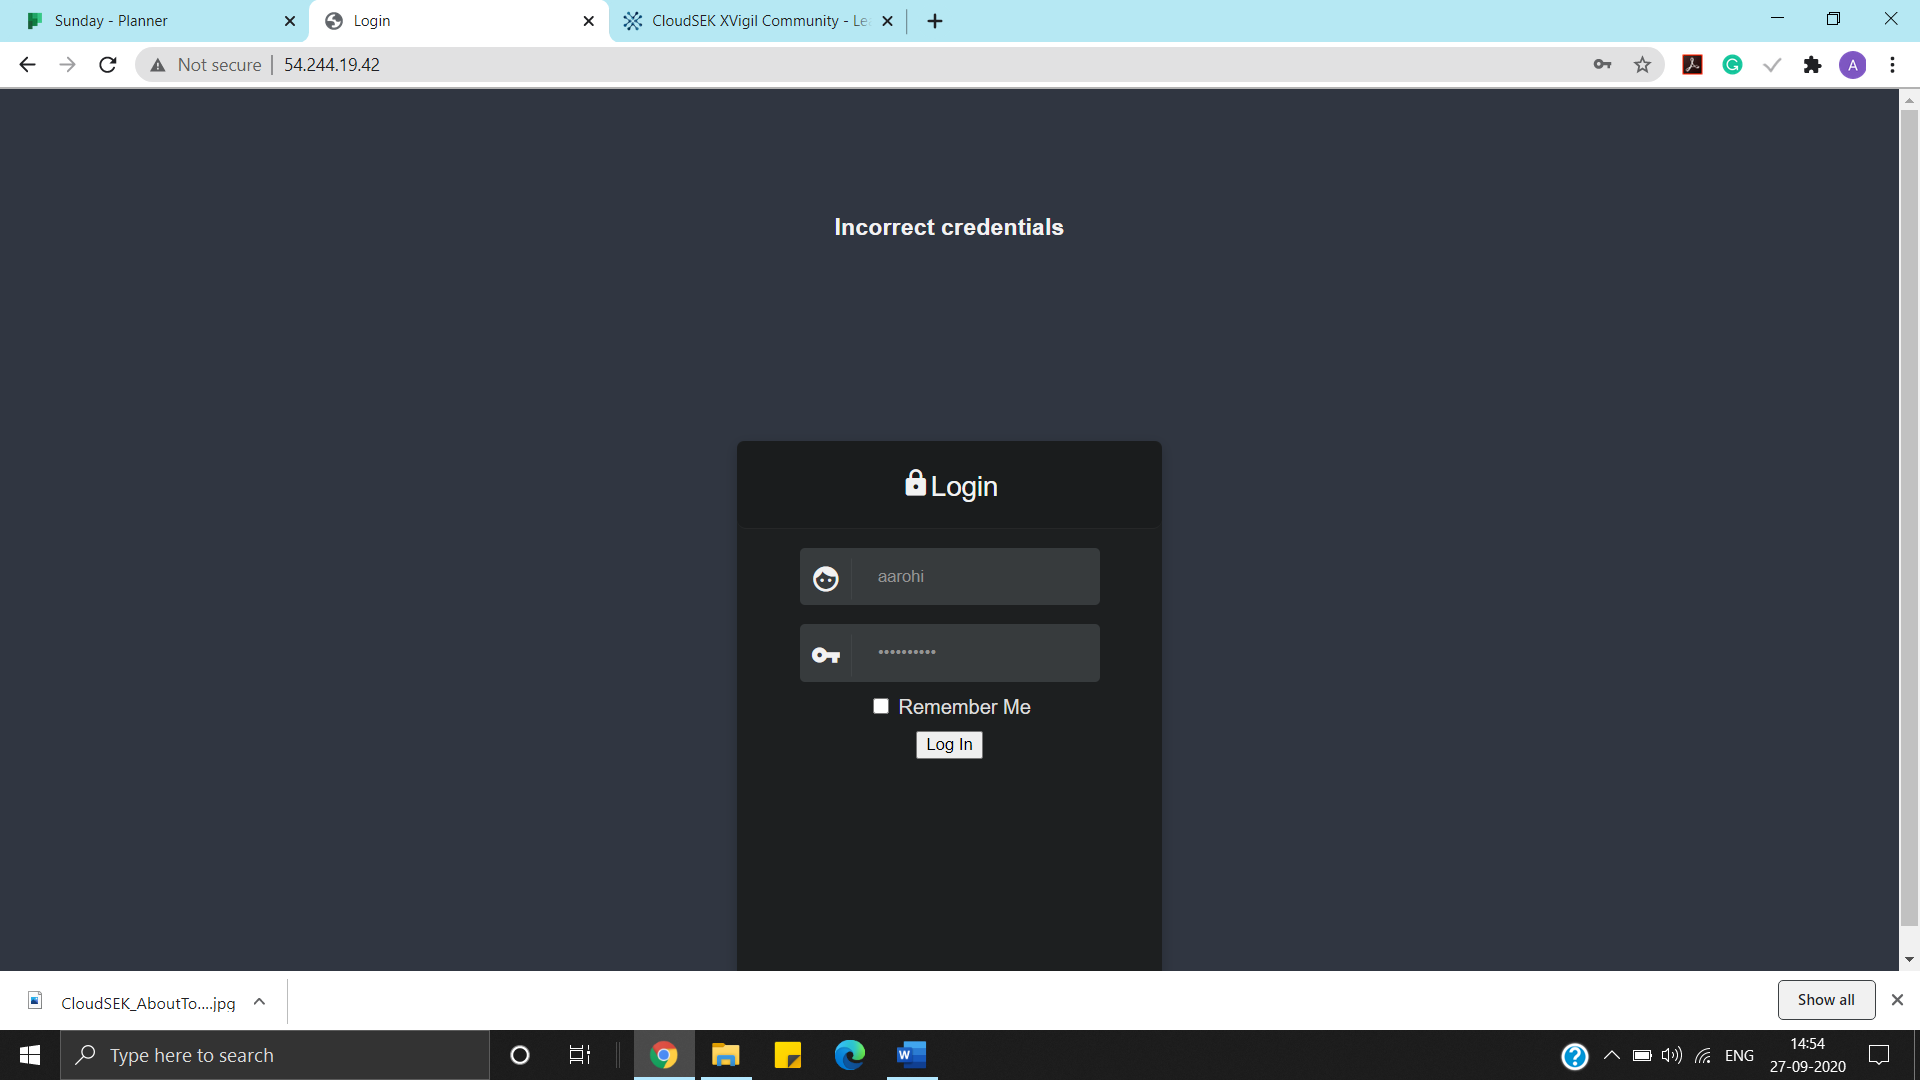 Sunday - Planner
Login
CloudSEK XVigil Community - Le
Not secure
54.244.19.42
A
Incorrect credentials
Login
aarohi
••••••••••
Remember Me
Log In
CloudSEK_AboutTo....jpg
Show all
Type here to search
ENG
14:54
27-09-2020